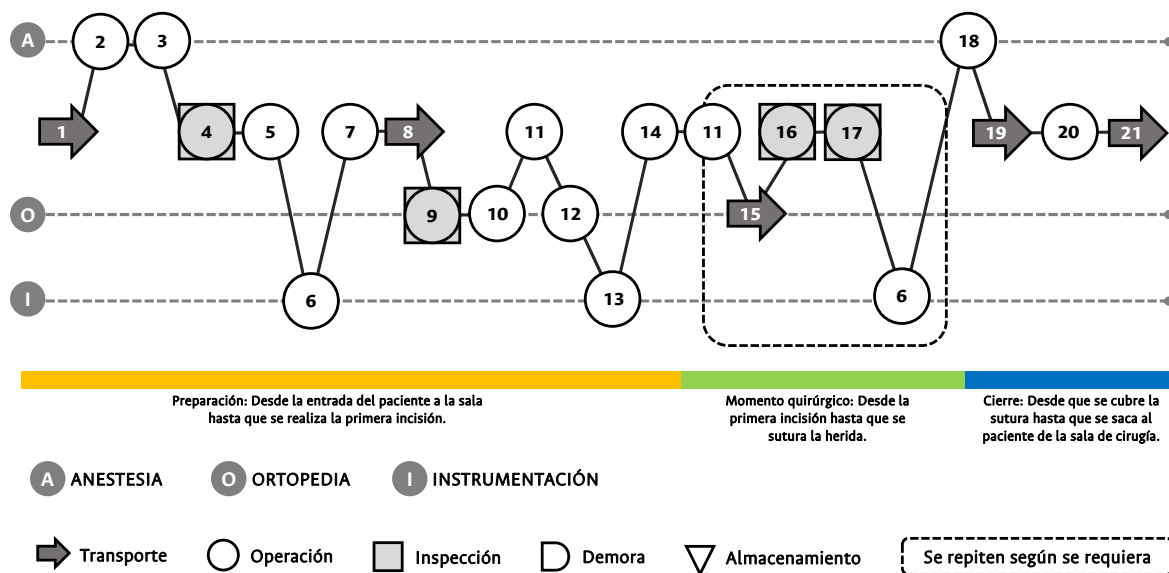 A
2
3
18
1
4
5
7
8
11
14
11
16
17
19
20
21
O
9
10
12
15
I
6
13
6
Preparación: Desde la entrada del paciente a la sala
hasta que se realiza la primera incisión.
Momento quirúrgico: Desde la
primera incisión hasta que se
sutura la herida.
Cierre: Desde que se cubre la
sutura hasta que se saca al
paciente de la sala de cirugía.
A ANESTESIA
O ORTOPEDIA
I INSTRUMENTACIÓN
Transporte
Operación
Inspección
Demora
Almacenamiento
Se repiten según se requiera